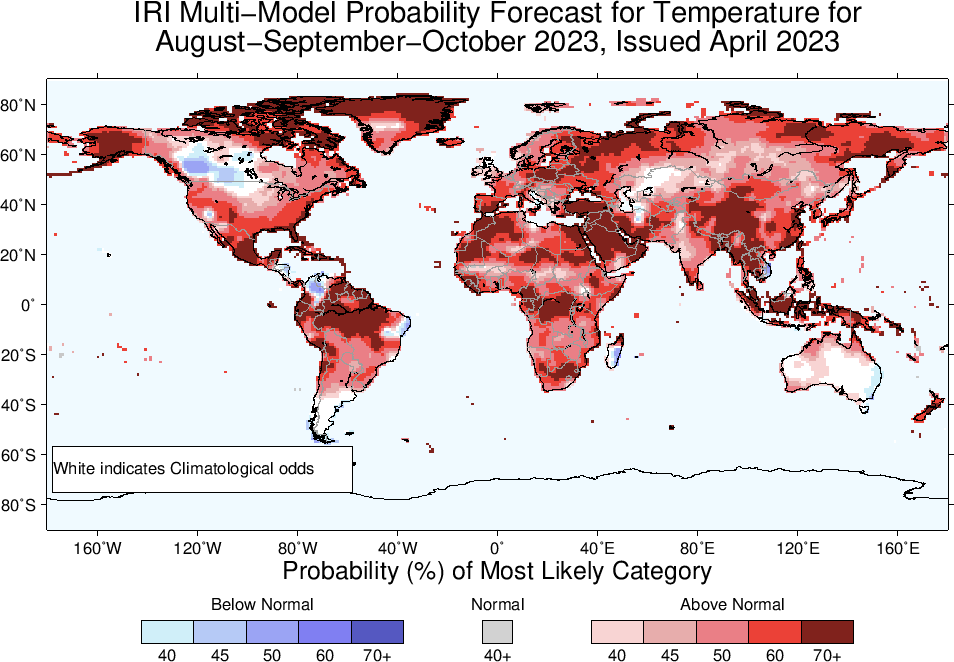 IRI Multi−Model Probability Forecast for Temperature for
August−September−October 2023, Issued April 2023
80˚N
60˚N
40˚N
20˚N
0˚
20˚S
40˚S
60˚S
80˚S
White indicates Climatological odds
160˚W 120˚W 80˚W 40˚W 0˚ 40˚E 80˚E 120˚E 160˚E
Probability (%) of Most Likely Category
Below Normal Normal Above Normal
40 45 50 60 70+ 40+ 40 45 50 60 70+